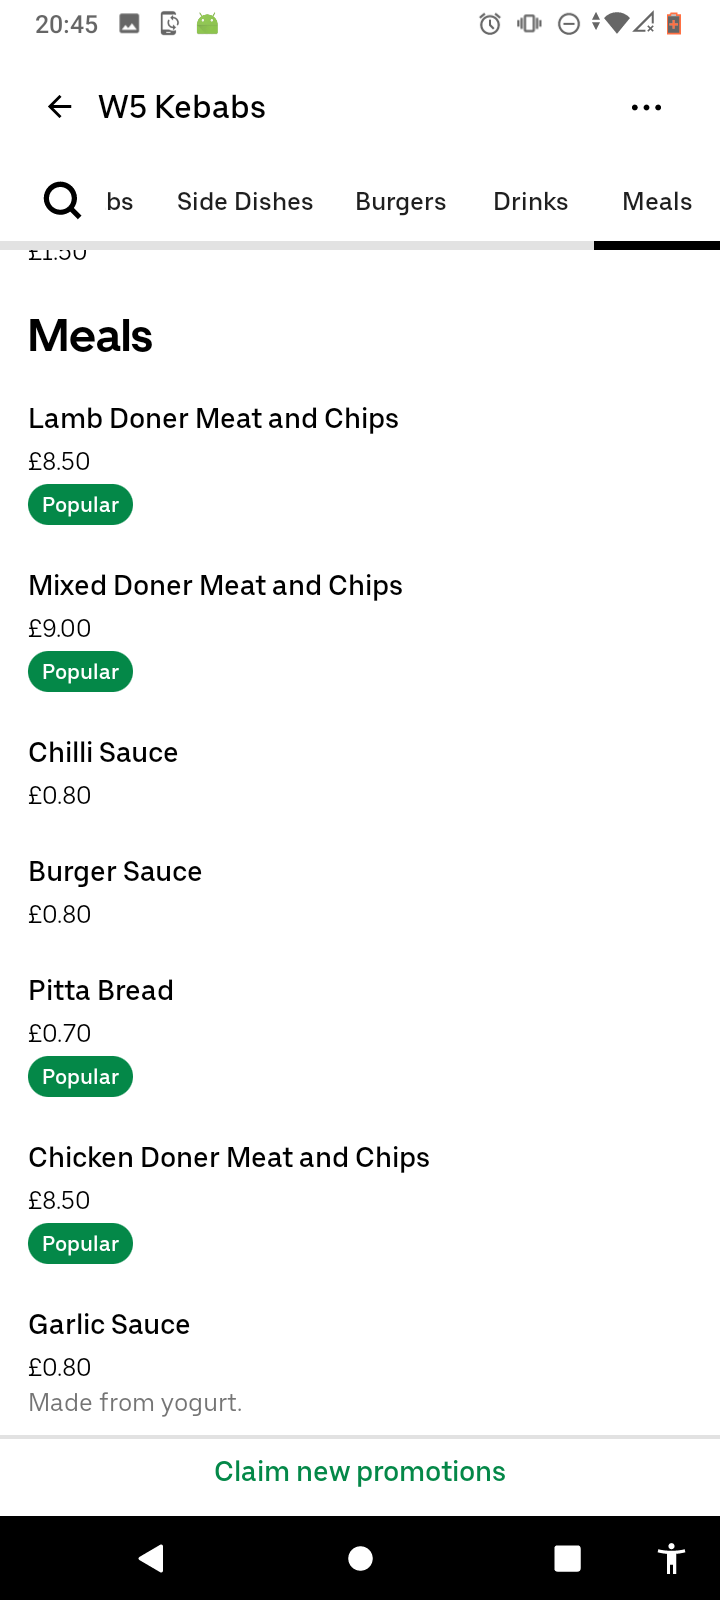 20:45
W5 Kebabs
bs Side Dishes Burgers Drinks Meals
£1.50
Meals
Lamb Doner Meat and Chips
£8.50
Popular
Mixed Doner Meat and Chips
£9.00
Popular
Chilli Sauce
£0.80
Burger Sauce
£0.80
Pitta Bread
£0.70
Popular
Chicken Doner Meat and Chips
£8.50
Popular
Garlic Sauce
£0.80
Made from yogurt.
Claim new promotions